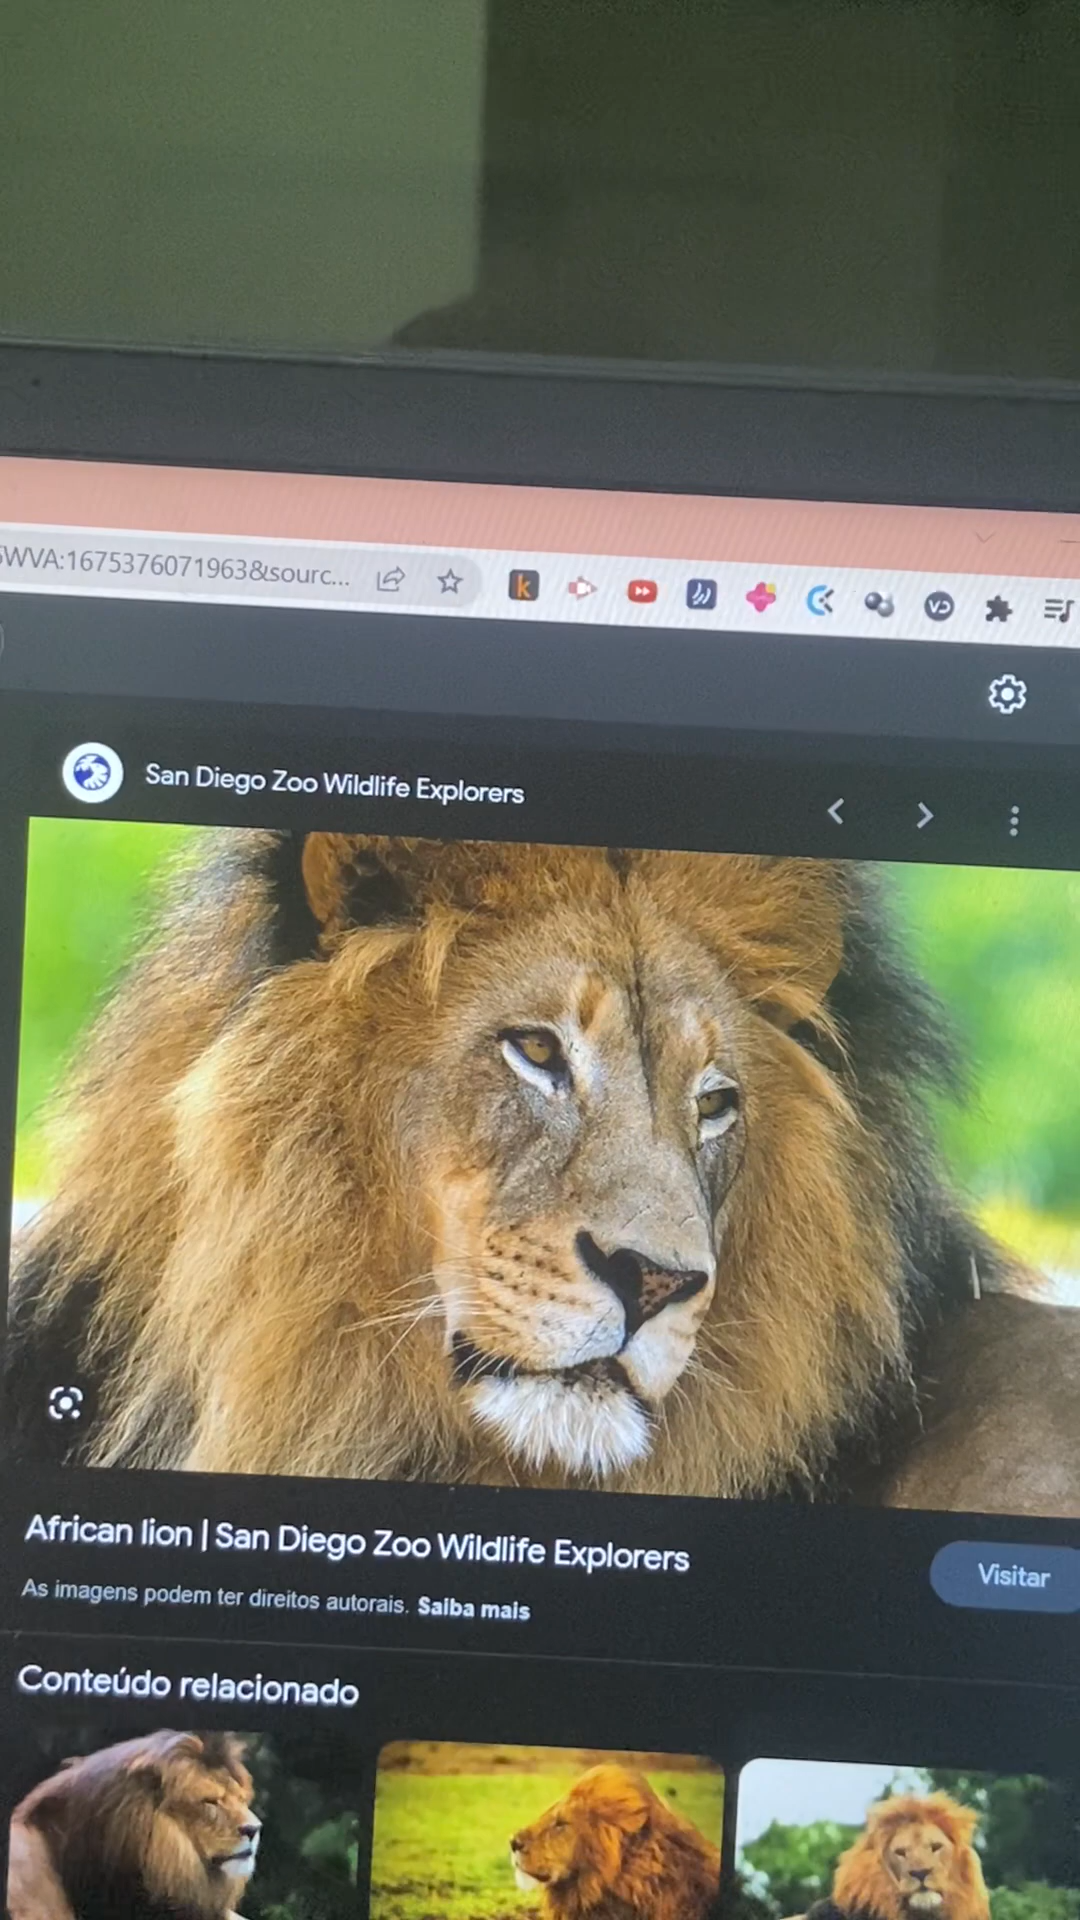 WVA:1675376071963&sourc...
k
VD
San Diego Zoo Wildlife Explorers
African lion | San Diego Zoo Wildlife Explorers
Visitar
As imagens podem ter direitos autorais. Saiba mais
Conteúdo relacionado